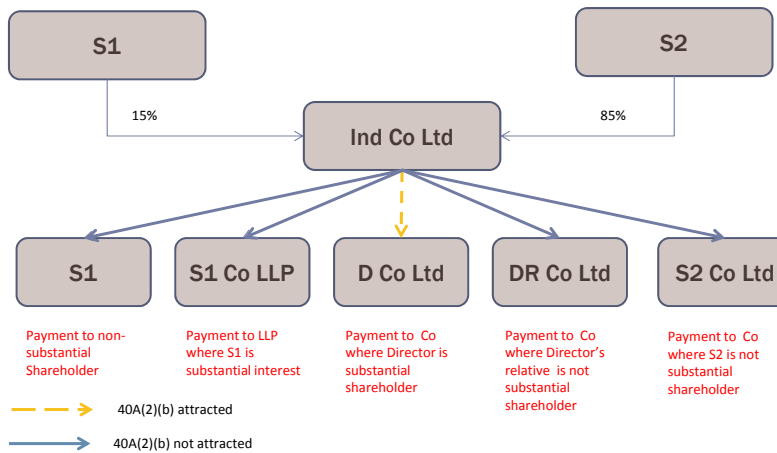 S1
S2
15%
85%
Ind Co Ltd
S1
S1 Co LLP
D Co Ltd
DR Co Ltd
S2 Co Ltd
Payment to non-
substantial
Shareholder
Payment to LLP
where S1 is
substantial interest
Payment to Co
where Director is
substantial
shareholder
Payment to Co
where Director's
relative is not
substantial
shareholder
Payment to Co
where S2 is not
substantial
shareholder
40A(2)(b) attracted
40A(2)(b) not attracted